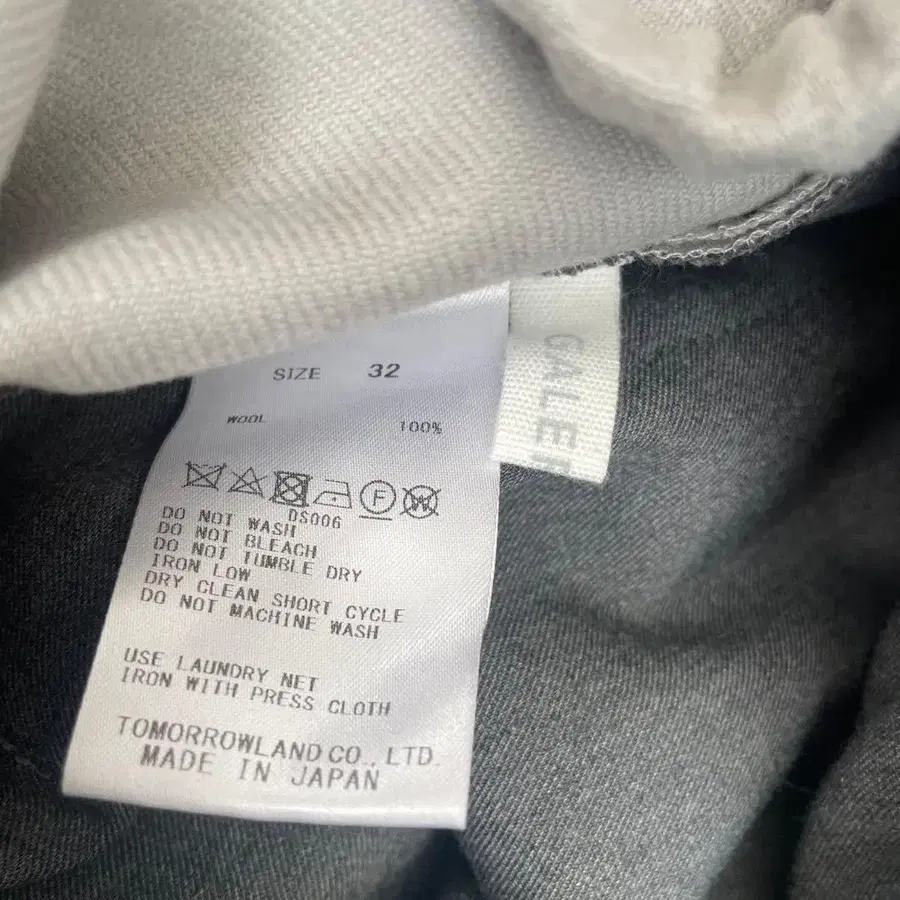 SIZE 32
WOOL 100%
DS006
DO NOT WASH
DO NOT BLEACH
DO NOT TUMBLE DRY
IRON LOW
DRY CLEAN SHORT CYCLE
DO NOT MACHINE WASH
USE LAUNDRY NET
IRON WITH PRESS CLOTH
TOMORROWLAND CO., LTD.
MADE IN JAPAN
F
W